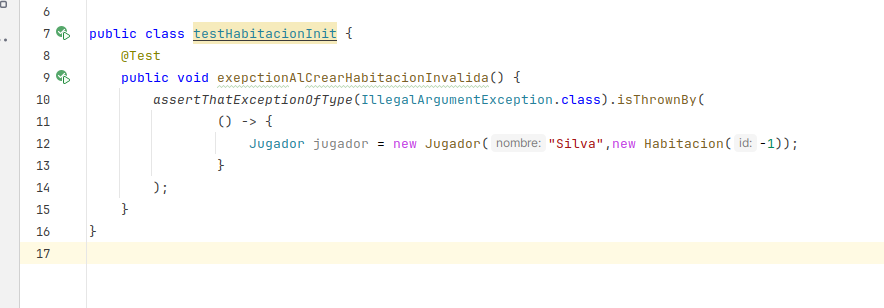 6
7 public class testHabitacionInit {
8 @Test
9 public void exepctionAlCrearHabitacionInvalida() {
10 assertThatExceptionOfType(IllegalArgumentException.class).isThrownBy(
11 () -> {
12 Jugador jugador = new Jugador( nombre: "Silva",new Habitacion( id: -1));
13 }
14 );
15 }
16 }
17